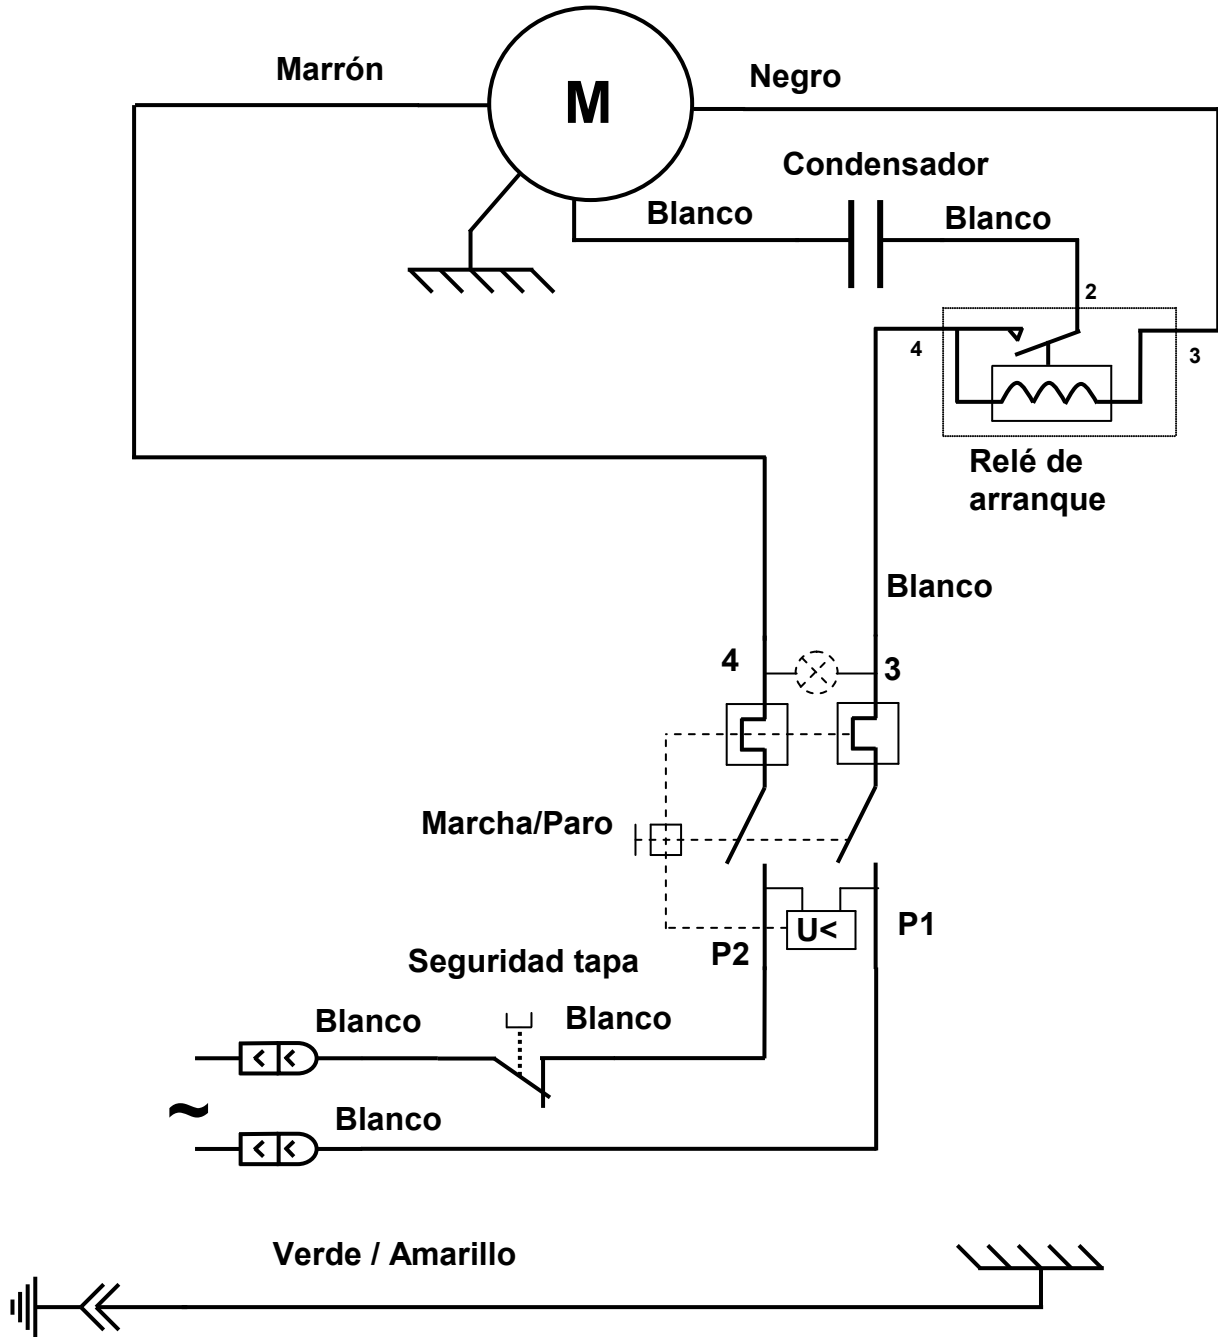 Marrón
M
Negro
Condensador
Blanco
Blanco
2
4
3
Relé de
arranque
Blanco
4
3
Marcha/Paro
U<
P1
P2
Seguridad tapa
Blanco
Blanco
~
Blanco
Verde / Amarillo